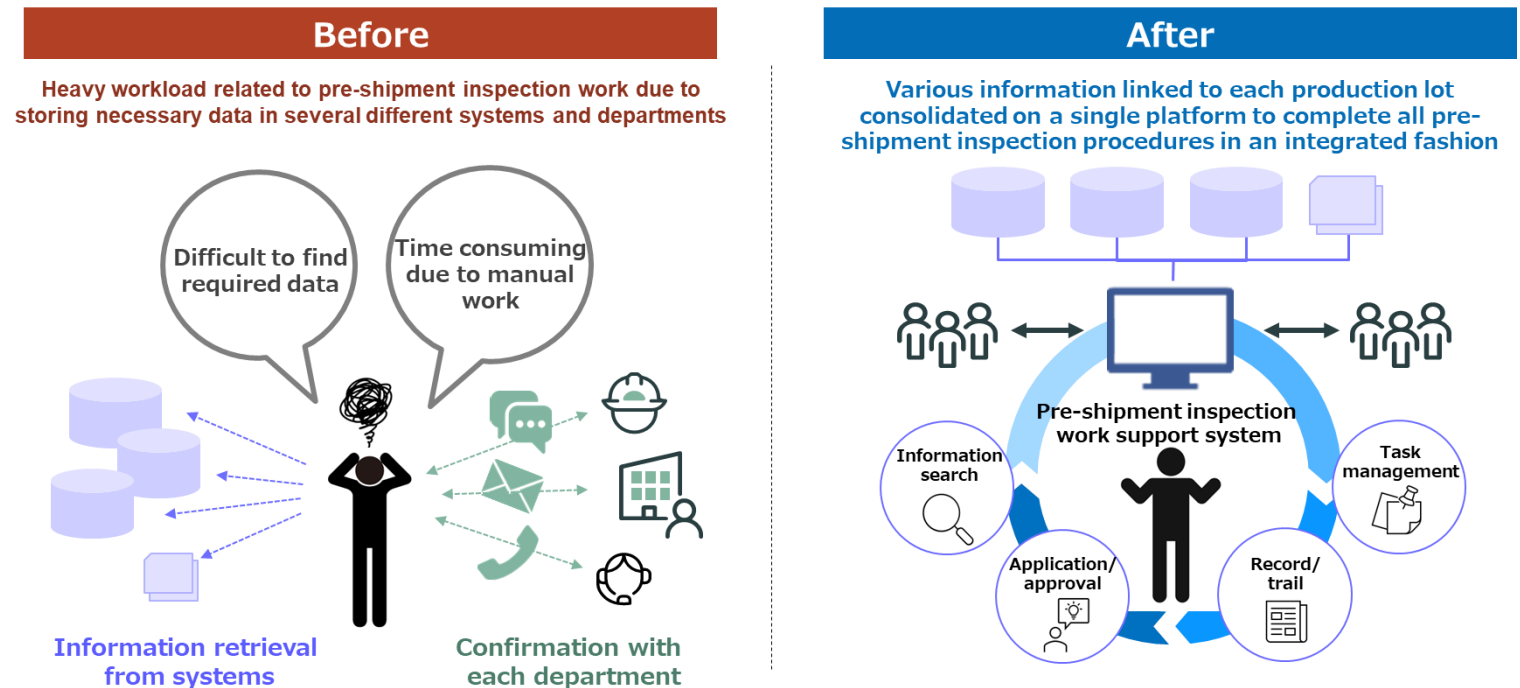 Before
Heavy workload related to pre-shipment inspection work due to
storing necessary data in several different systems and departments
Difficult to find
required data
Time consuming
due to manual
work
Information retrieval
from systems
Confirmation with
each department
After
Various information linked to each production lot
consolidated on a single platform to complete all pre-
shipment inspection procedures in an integrated fashion
Pre-shipment inspection
work support system
Information
search
Task
management
Application/
approval
Record/
trail